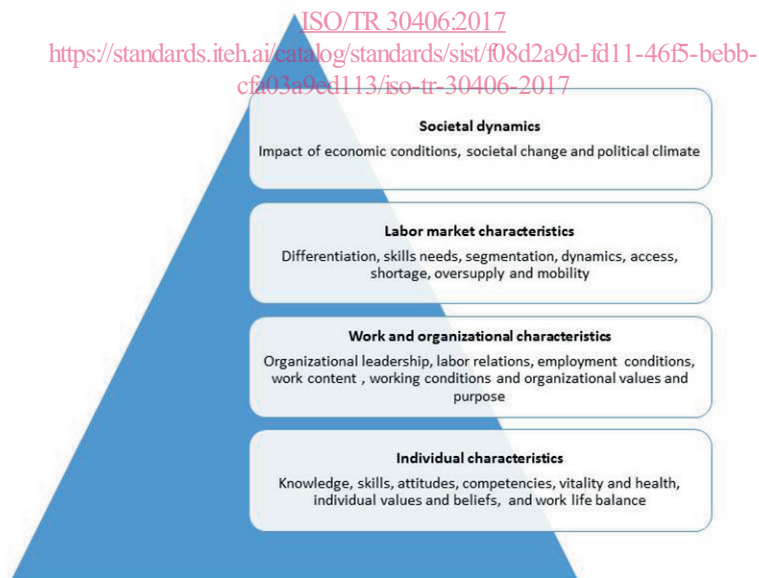 ISO/TR 30406:2017
https://standards.iteh.ai/catalog/standards/sist/f08d2a9d-fd11-46f5-bebb-
cfa03a9ed113/iso-tr-30406-2017
Societal dynamics
Impact of economic conditions, societal change and political climate
Labor market characteristics
Differentiation, skills needs, segmentation, dynamics, access,
shortage, oversupply and mobility
Work and organizational characteristics
Organizational leadership, labor relations, employment conditions,
work content , working conditions and organizational values and
purpose
Individual characteristics
Knowledge, skills, attitudes, competencies, vitality and health,
individual values and beliefs, and work life balance